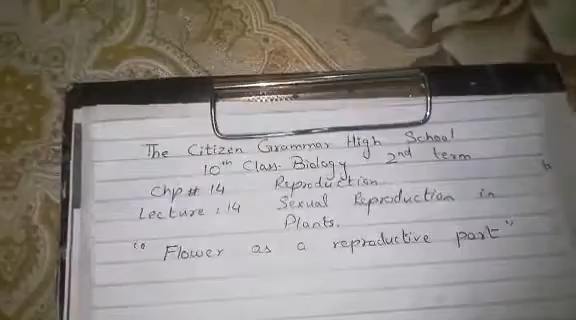 The Citizen Grammar High School
10th Class Biology 2nd term
Chp # 14 Reproduction
Lecture : 14 Sexual Reproduction in
Plants.
"Flower as a reproductive part"